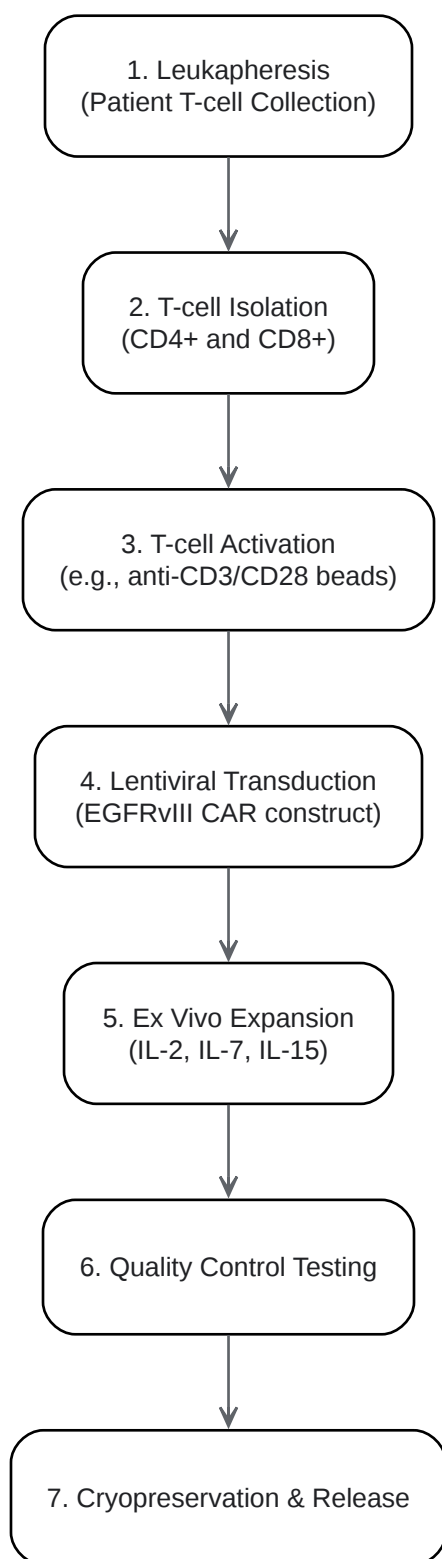 1. Leukapheresis
(Patient T-cell Collection)
2. T-cell Isolation
(CD4+ and CD8+)
3. T-cell Activation
(e.g., anti-CD3/CD28 beads)
4. Lentiviral Transduction
(EGFRvIII CAR construct)
5. Ex Vivo Expansion
(IL-2, IL-7, IL-15)
6. Quality Control Testing
7. Cryopreservation & Release